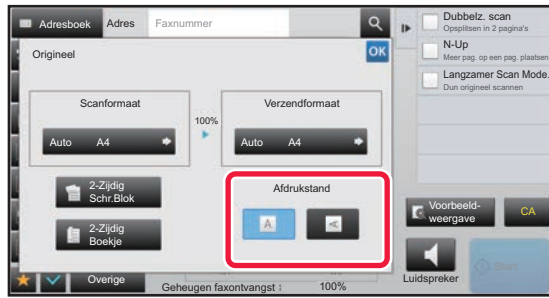 Adresboek Adres Faxnummer
Origineel
OK
Scanformaat
Auto A4
100%
Verzendformaat
Auto A4
2-Zijdig
Schr.Blok
2-Zijdig
Boekje
Afdrukstand
A
A
Overige
Geheugen faxontvangst : 100%
Dubbelz. scan
Opsplitsen in 2 pagina's
N-Up
Meer pag. op een pag. plaatsen
Langzamer Scan Mode.
Dun origineel scannen
Voorbeeld-
weergave
CA
Luidspreker
Start